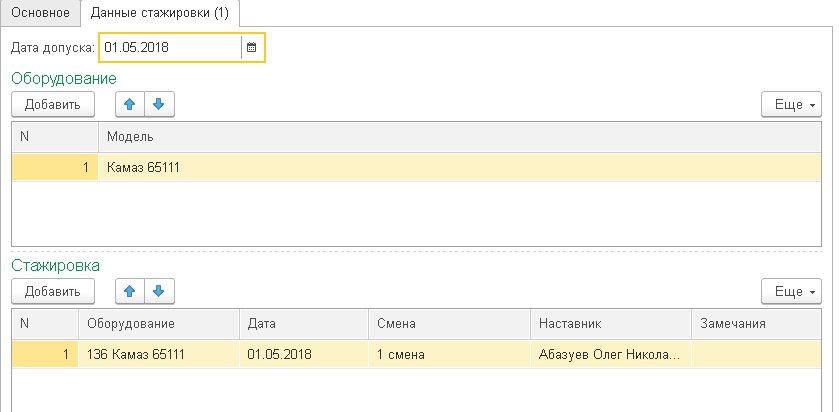 Основное Данные стажировки (1)
Дата допуска: 01.05.2018
Оборудование
Добавить Еще
N Модель
1 Камаз 65111
Стажировка
Добавить Еще
N Оборудование Дата Смена Наставник Замечания
1 136 Камаз 65111 01.05.2018 1 смена Абазуев Олег Никола...